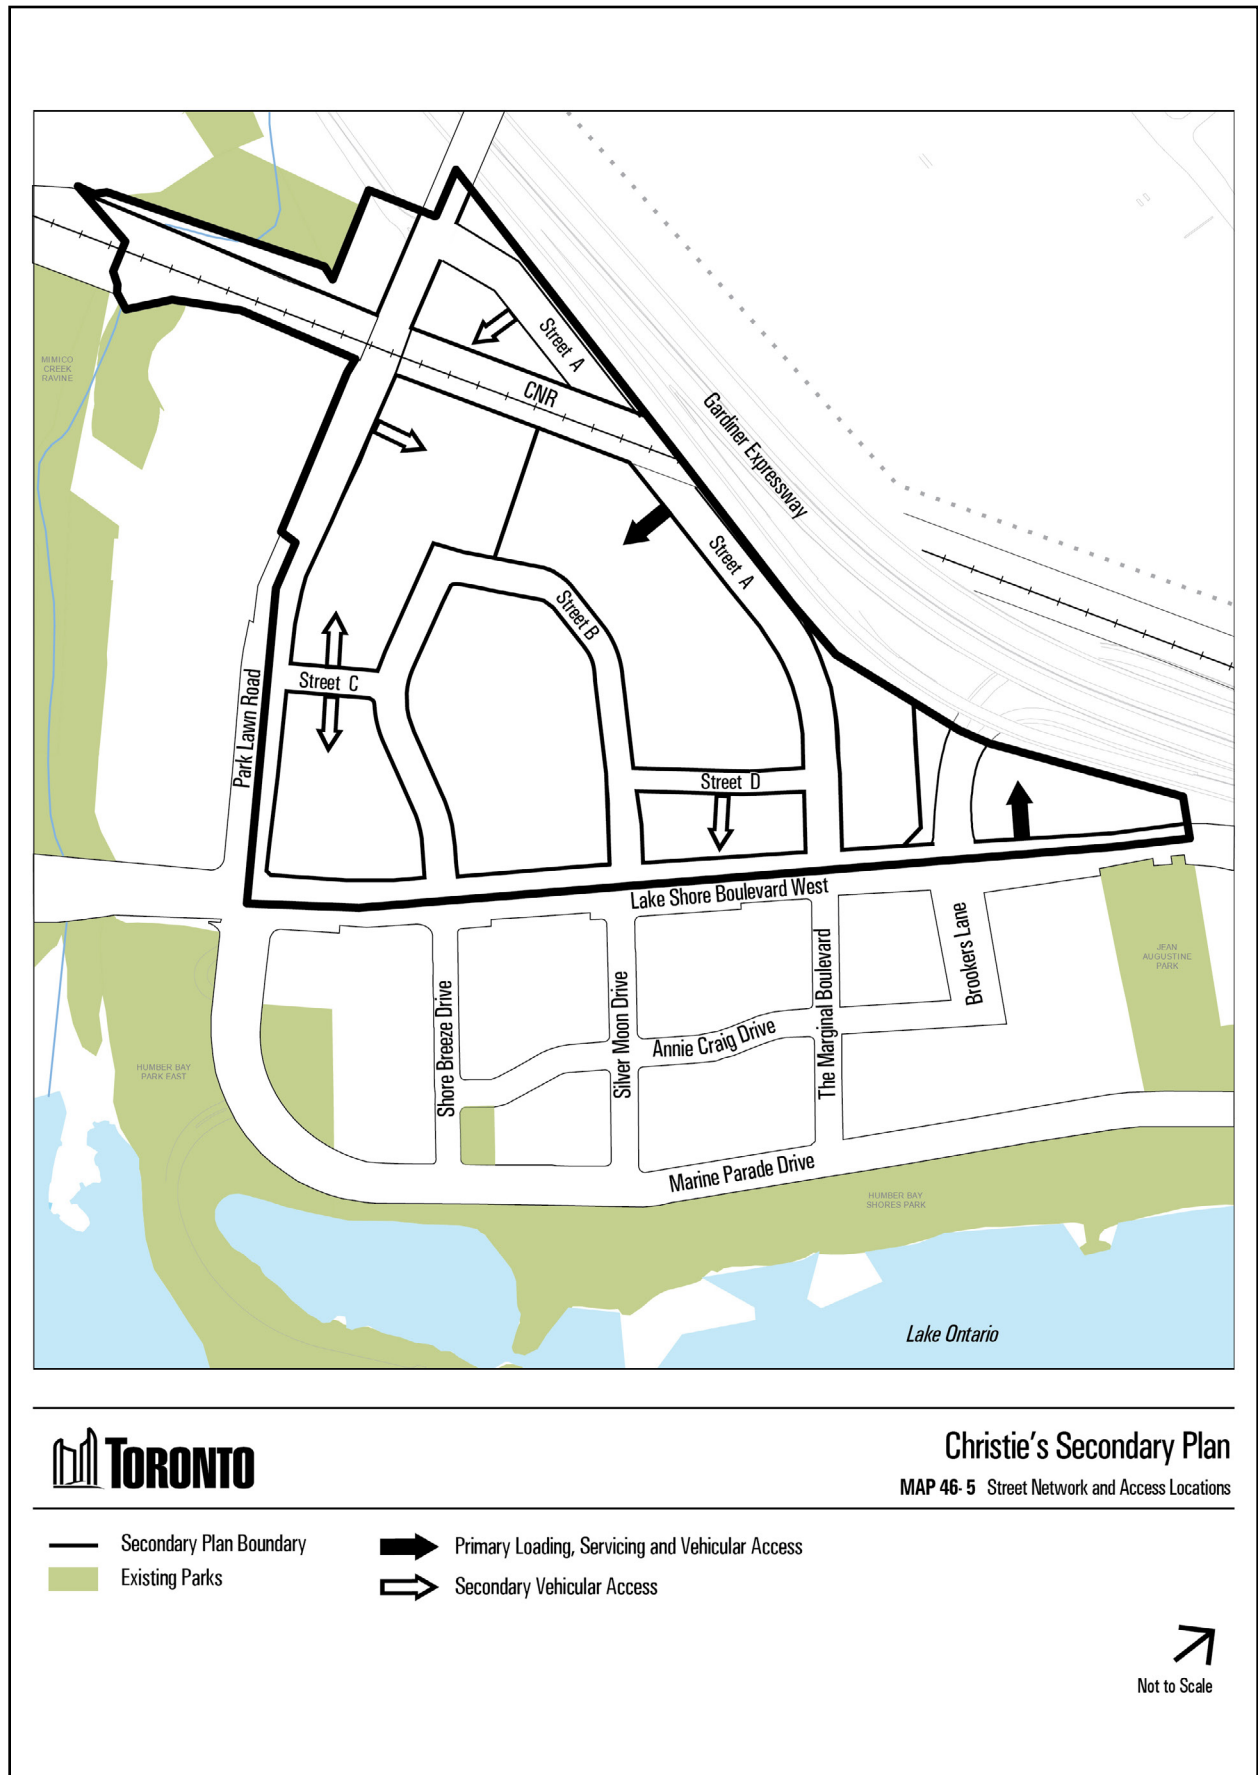 MIMICO
CREEK
RAVINE
Street A
CNR
Gardiner Expressway
Street A
Street B
Street C
Park Lawn Road
Street D
Lake Shore Boulevard West
Brookers Lane
The Marginal Boulevard
JEAN
AUGUSTINE
PARK
Shore Breeze Drive
Silver Moon Drive
Annie Craig Drive
HUMBER BAY
PARK EAST
Marine Parade Drive
HUMBER BAY
SHORES PARK
Lake Ontario
TORONTO
Christie's Secondary Plan
MAP 46-5 Street Network and Access Locations
Secondary Plan Boundary
Existing Parks
Primary Loading, Servicing and Vehicular Access
Secondary Vehicular Access
Not to Scale